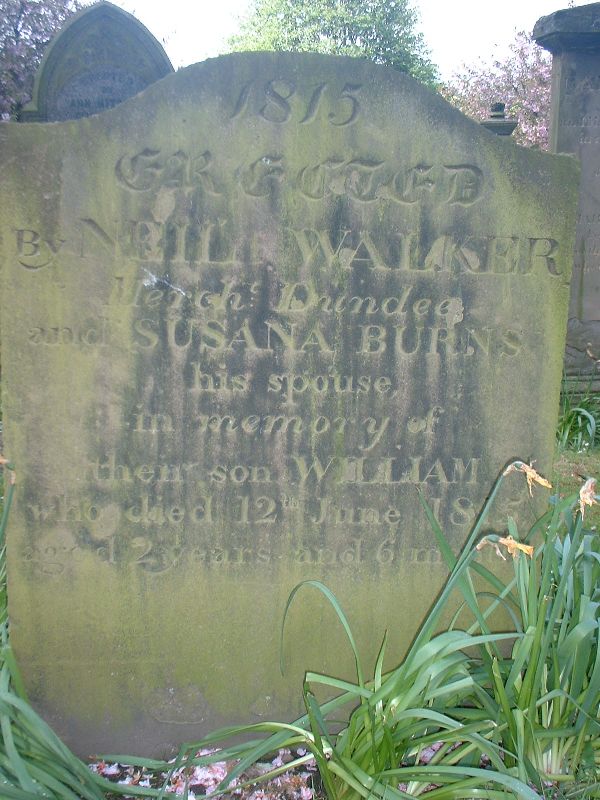 1815
ERECTED
By NEIL WALKER
Mercht. Dundee
and SUSANA BURNS
his spouse,
in memory of
their son WILLIAM
who died 12th June
aged 2 years and 6